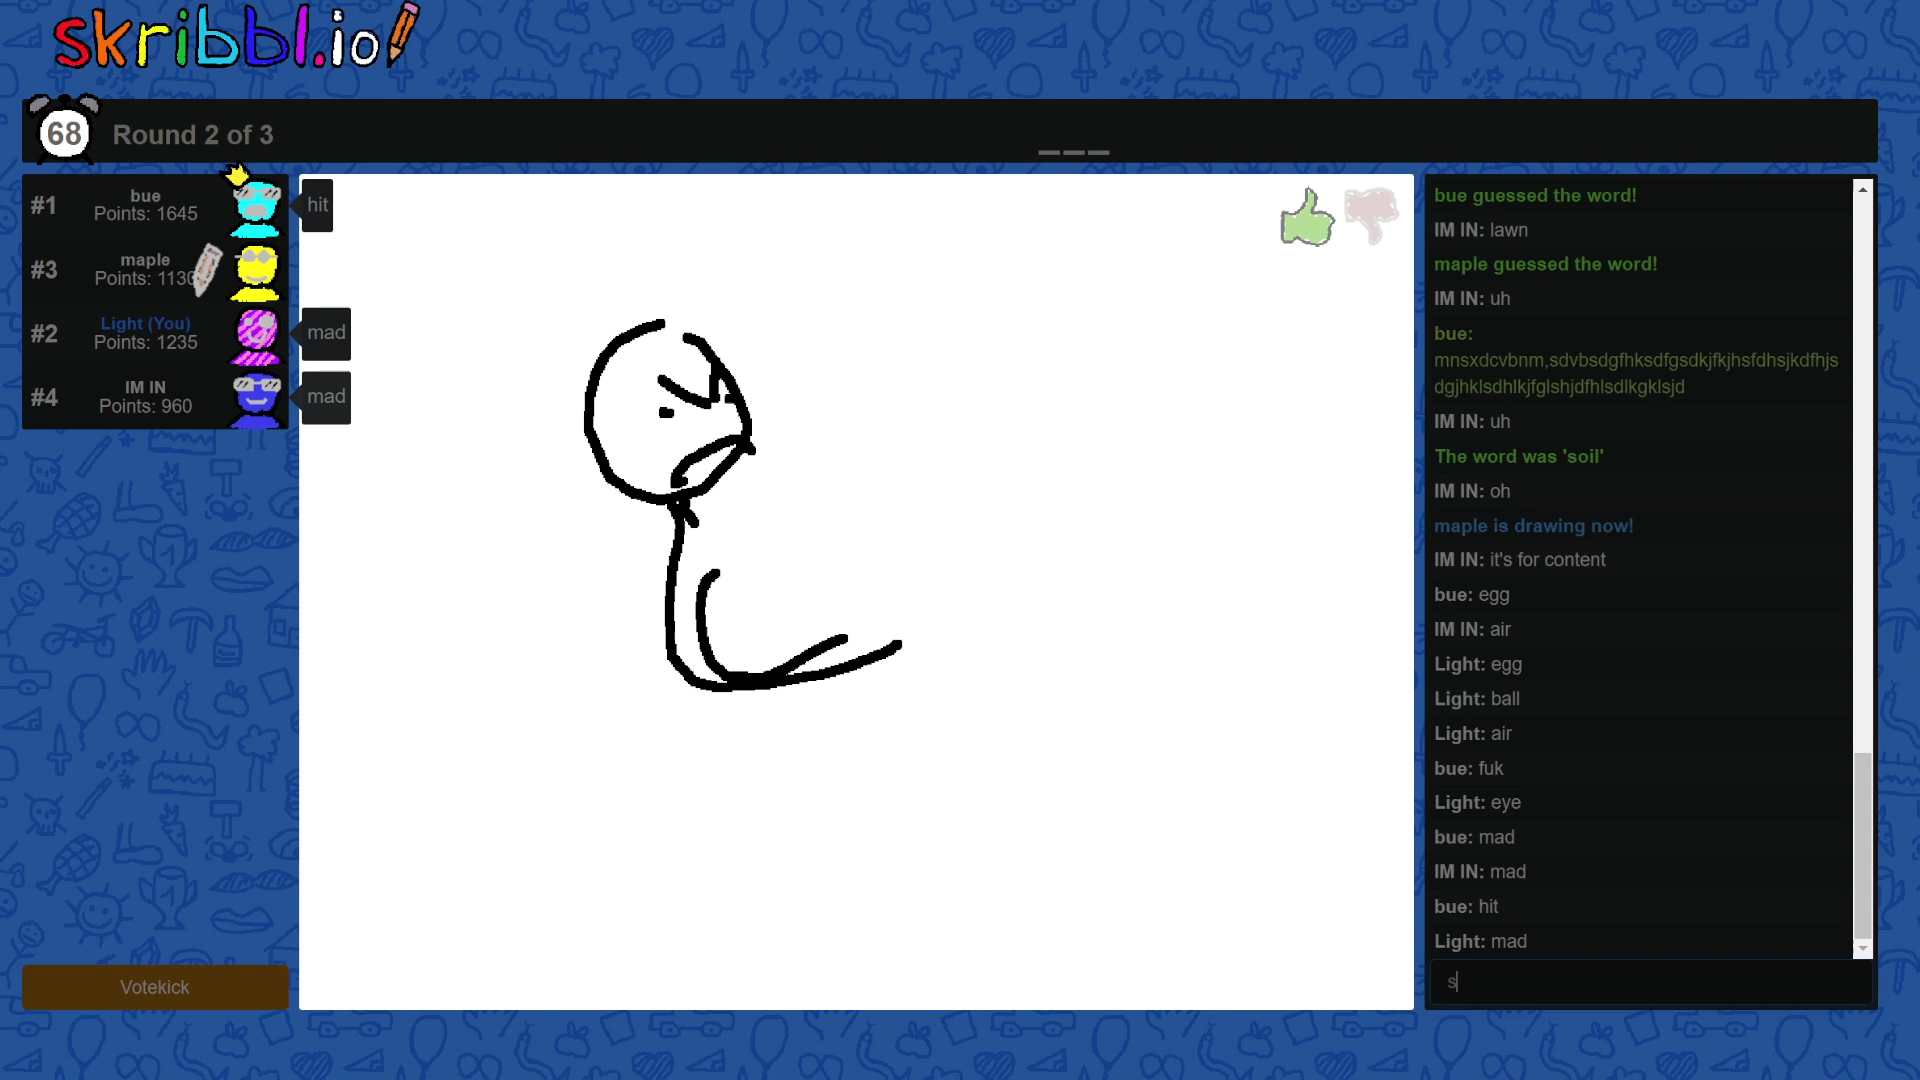 skribbl.io
68
Round 2 of 3
_ _ _
#1
bue
Points: 1645
hit
#3
maple
Points: 1130
#2
Light (You)
Points: 1235
mad
#4
IM IN
Points: 960
mad
Votekick
bue guessed the word!
IM IN: lawn
maple guessed the word!
IM IN: uh
bue:
mnsxdcvbnm,sdvbsdgfhksdfgsdkjfkjhsfdhsjkdfhjs
dgjhklsdhlkjfglshjdfhlsdlkgklsjd
IM IN: uh
The word was 'soil'
IM IN: oh
maple is drawing now!
IM IN: it's for content
bue: egg
IM IN: air
Light: egg
Light: ball
Light: air
bue: fuk
Light: eye
bue: mad
IM IN: mad
bue: hit
Light: mad
s